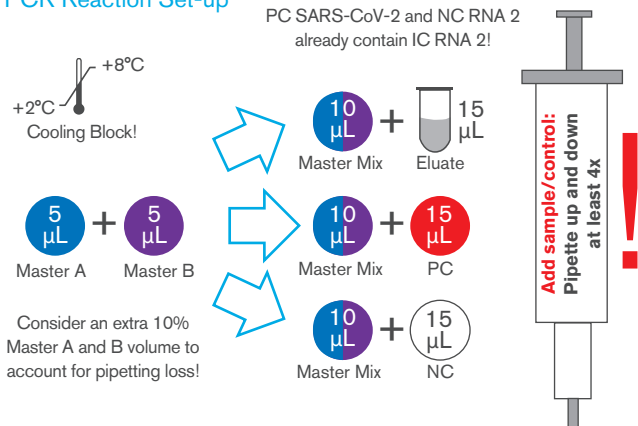 PCR Reaction Set-up
PC SARS-CoV-2 and NC RNA 2
already contain IC RNA 2!
+8°C
+2°C
Cooling Block!
10
µL
+
15
µL
Master Mix
Eluate
5
µL
+
5
µL
Master A
Master B
10
µL
+
15
µL
Master Mix
PC
Consider an extra 10%
Master A and B volume to
account for pipetting loss!
10
µL
+
15
µL
Master Mix
NC
Add sample/control:
Pipette up and down
at least 4x
!